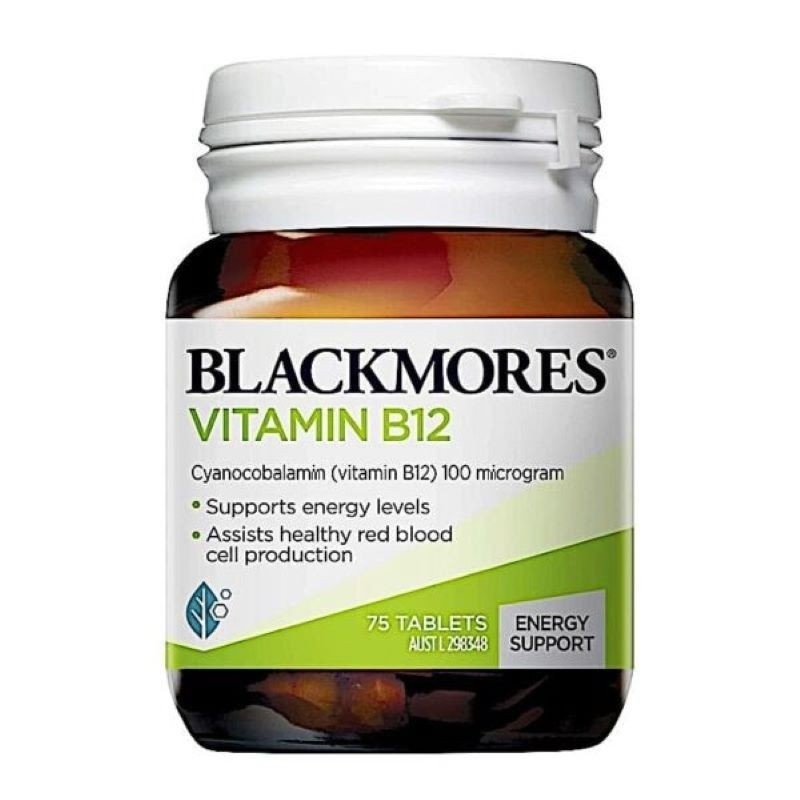 BLACKMORES®
VITAMIN B12
Cyanocobalamin (vitamin B12) 100 microgram
• Supports energy levels
• Assists healthy red blood
cell production
75 TABLETS
AUST L 298348
ENERGY
SUPPORT